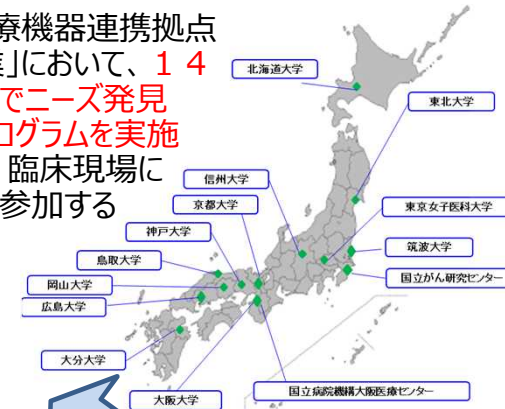 療機器連携拠点
業」において、１４
でニーズ発見
ログラムを実施
臨床現場に
参加する
北海道大学
東北大学
信州大学
京都大学
東京女子医科大学
神戸大学
筑波大学
鳥取大学
国立がん研究センター
岡山大学
広島大学
大分大学
国立病院機構大阪医療センター
大阪大学